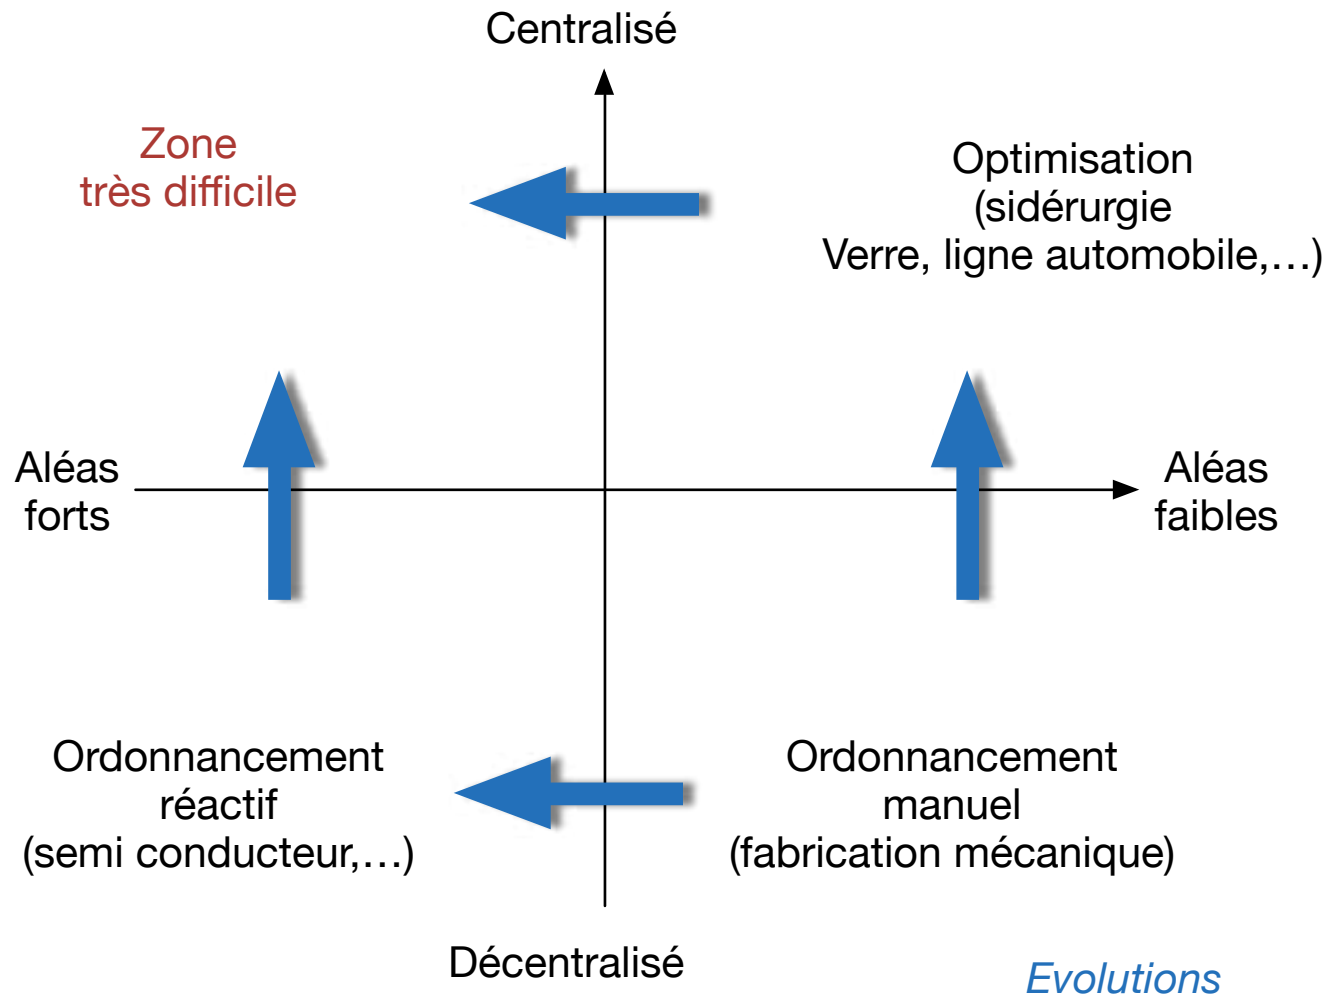 Centralisé
Zone
très difficile
Optimisation
(sidérurgie
Verre, ligne automobile,…)
Aléas
forts
Aléas
faibles
Ordonnancement
réactif
(semi conducteur,…)
Ordonnancement
manuel
(fabrication mécanique)
Décentralisé
Evolutions